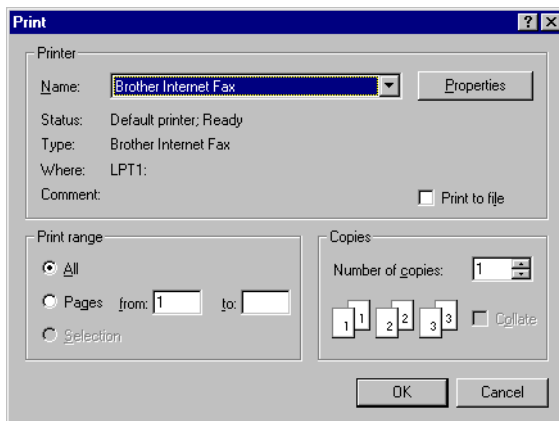 Print
Printer
Name: Brother Internet Fax Properties
Status: Default printer; Ready
Type: Brother Internet Fax
Where: LPT1:
Comment: Print to file
Print range
All
Pages from: 1 to:
Selection
Copies
Number of copies: 1
1 1 2 2 3 3 Collate
OK Cancel